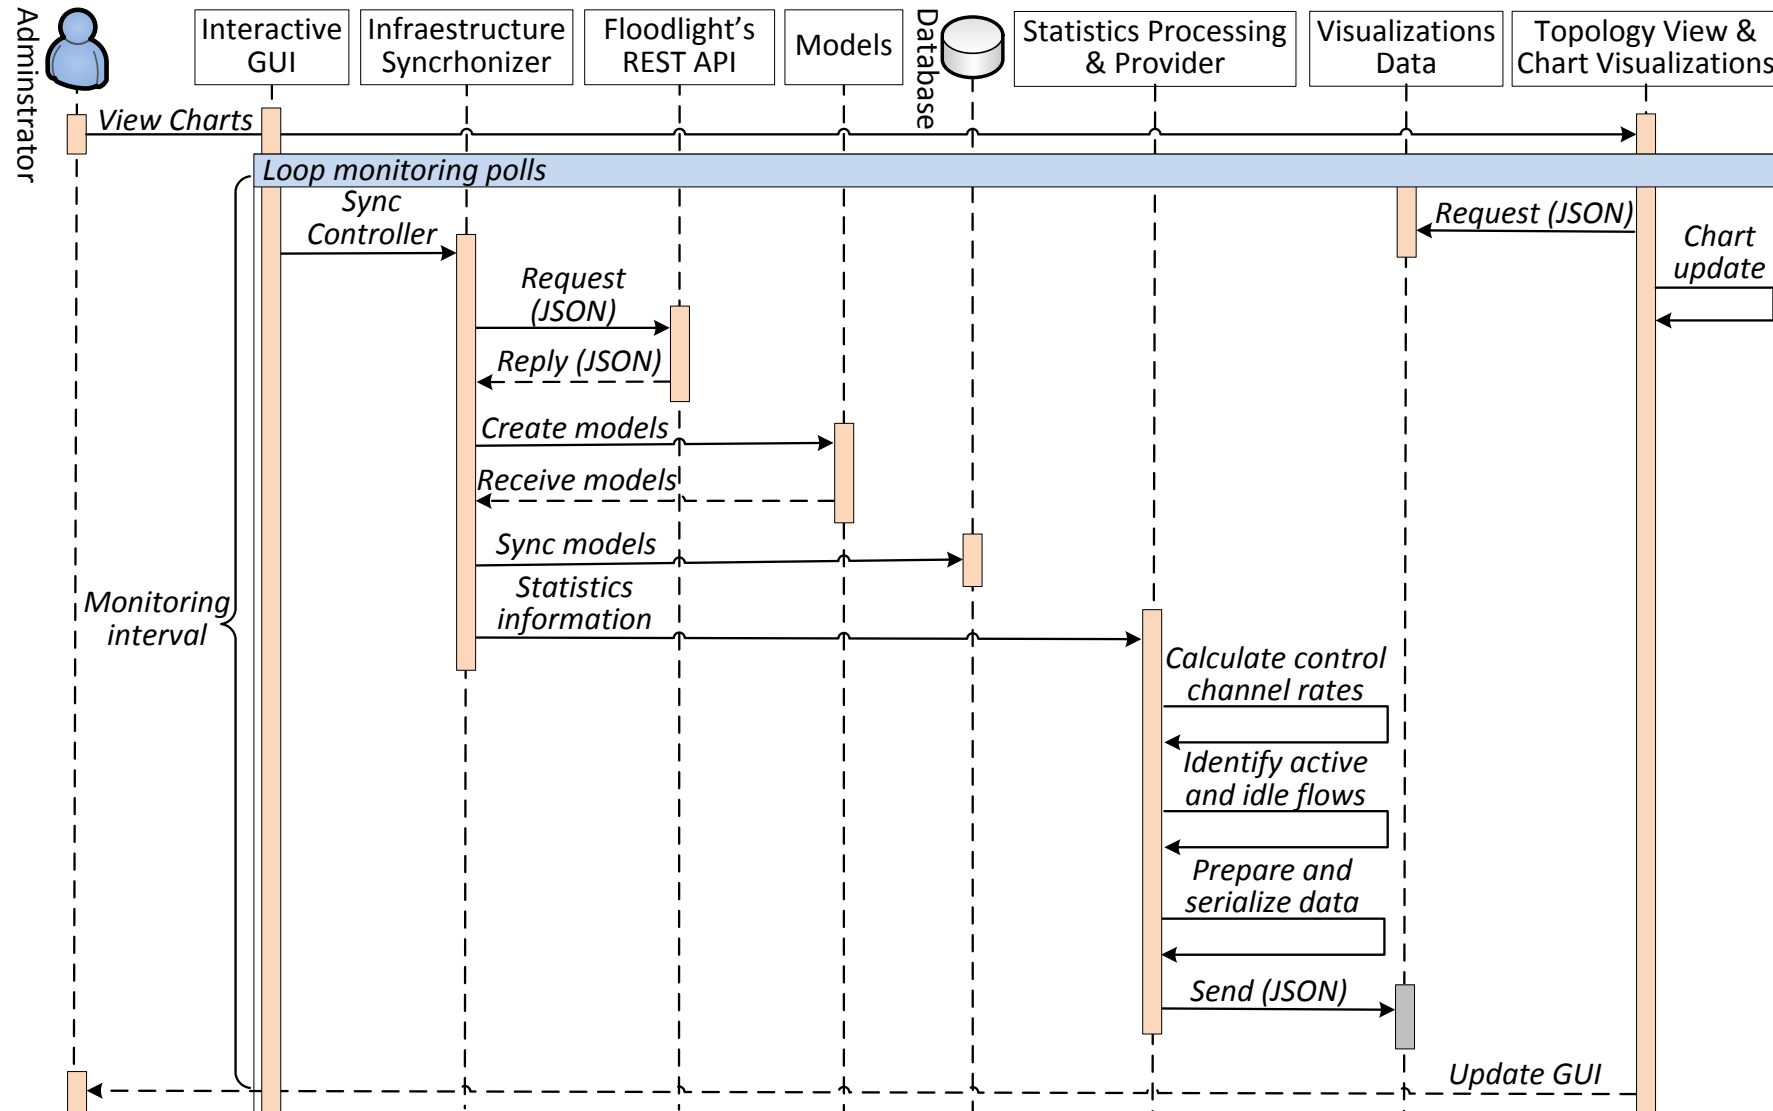 Adminstrator
Interactive
GUI
Infraestructure
Syncrhonizer
Floodlight's
REST API
Models
Database
Statistics Processing
& Provider
Visualizations
Data
Topology View &
Chart Visualizations
View Charts
Loop monitoring polls
Sync
Controller
Request (JSON)
Chart
update
Request
(JSON)
Reply (JSON)
Create models
Receive models
Sync models
Statistics
information
Monitoring
interval
Calculate control
channel rates
Identify active
and idle flows
Prepare and
serialize data
Send (JSON)
Update GUI